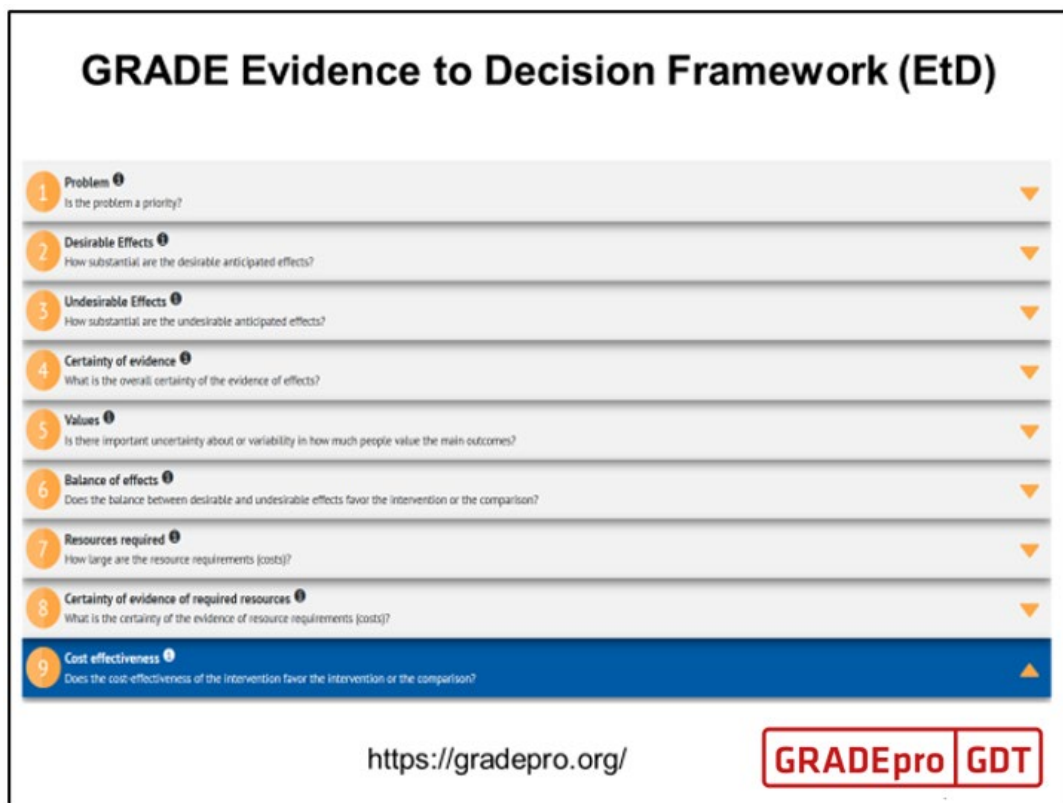 GRADE Evidence to Decision Framework (EtD)
1
Problem
Is the problem a priority?
2
Desirable Effects
How substantial are the desirable anticipated effects?
3
Undesirable Effects
How substantial are the undesirable anticipated effects?
4
Certainty of evidence
What is the overall certainty of the evidence of effects?
5
Values
Is there important uncertainty about or variability in how much people value the main outcomes?
6
Balance of effects
Does the balance between desirable and undesirable effects favor the intervention or the comparison?
7
Resources required
How large are the resource requirements (costs)?
8
Certainty of evidence of required resources
What is the certainty of the evidence of resource requirements (costs)?
9
Cost effectiveness
Does the cost-effectiveness of the intervention favor the intervention or the comparison?
https://gradepro.org/
GRADEpro GDT